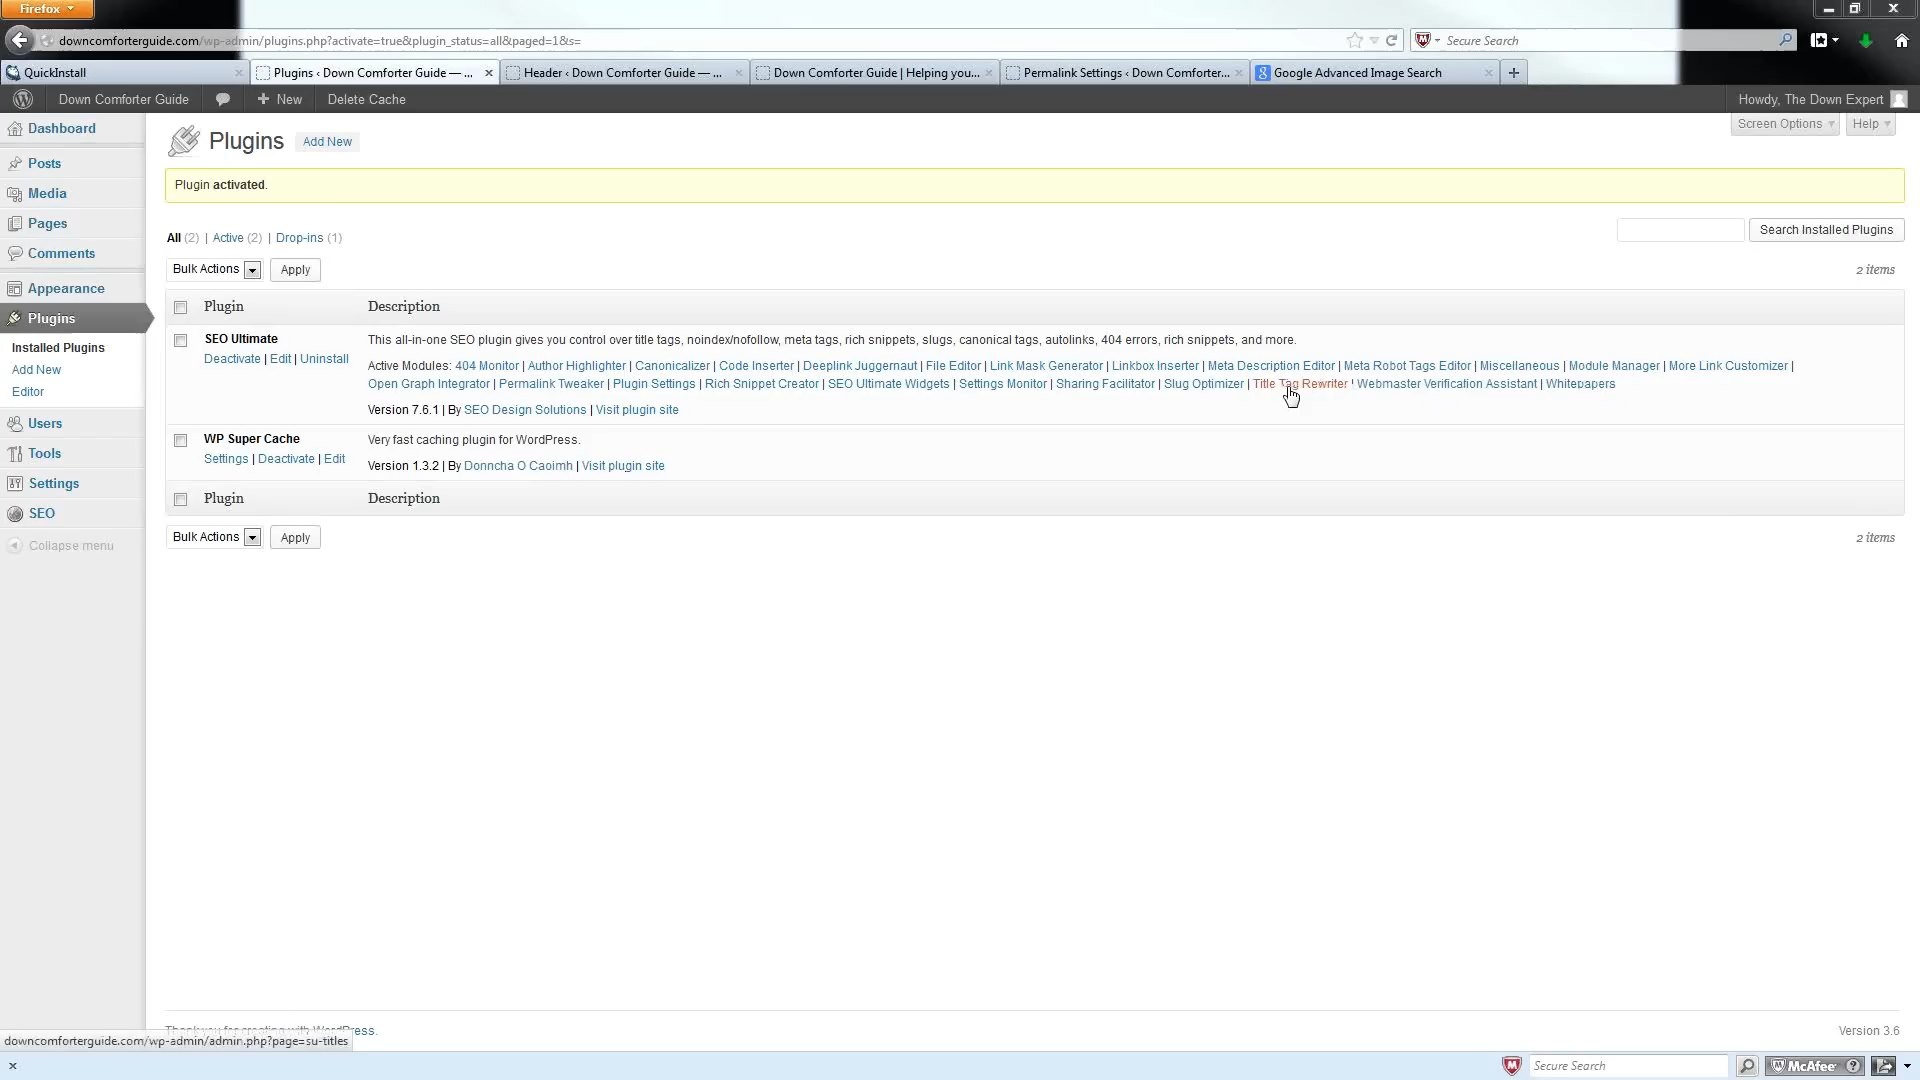 Firefox
downcomforterguide.com/wp-admin/plugins.php?activate=true&plugin_status=all&paged=1&s=
Secure Search
QuickInstall
Plugins ‹ Down Comforter Guide — ...
Header ‹ Down Comforter Guide — ...
Down Comforter Guide | Helping you...
Permalink Settings ‹ Down Comforter...
Google Advanced Image Search
Down Comforter Guide
+ New
Delete Cache
Howdy, The Down Expert
Dashboard
Posts
Media
Pages
Comments
Appearance
Plugins
Installed Plugins
Add New
Editor
Users
Tools
Settings
SEO
Collapse menu
Screen Options
Help
Plugins Add New
Plugin activated.
All (2) | Active (2) | Drop-ins (1)
Search Installed Plugins
Bulk Actions Apply
2 items
Plugin Description
SEO Ultimate
Deactivate | Edit | Uninstall
This all-in-one SEO plugin gives you control over title tags, noindex/nofollow, meta tags, rich snippets, slugs, canonical tags, autolinks, 404 errors, rich snippets, and more.
Active Modules: 404 Monitor | Author Highlighter | Canonicalizer | Code Inserter | Deeplink Juggernaut | File Editor | Link Mask Generator | Linkbox Inserter | Meta Description Editor | Meta Robot Tags Editor | Miscellaneous | Module Manager | More Link Customizer |
Open Graph Integrator | Permalink Tweaker | Plugin Settings | Rich Snippet Creator | SEO Ultimate Widgets | Settings Monitor | Sharing Facilitator | Slug Optimizer | Title Tag Rewriter | Webmaster Verification Assistant | Whitepapers
Version 7.6.1 | By SEO Design Solutions | Visit plugin site
WP Super Cache
Settings | Deactivate | Edit
Very fast caching plugin for WordPress.
Version 1.3.2 | By Donncha O Caoimh | Visit plugin site
Plugin Description
Bulk Actions Apply
2 items
Thank you for creating with WordPress.
Version 3.6
downcomforterguide.com/wp-admin/admin.php?page=su-titles
Secure Search
McAfee